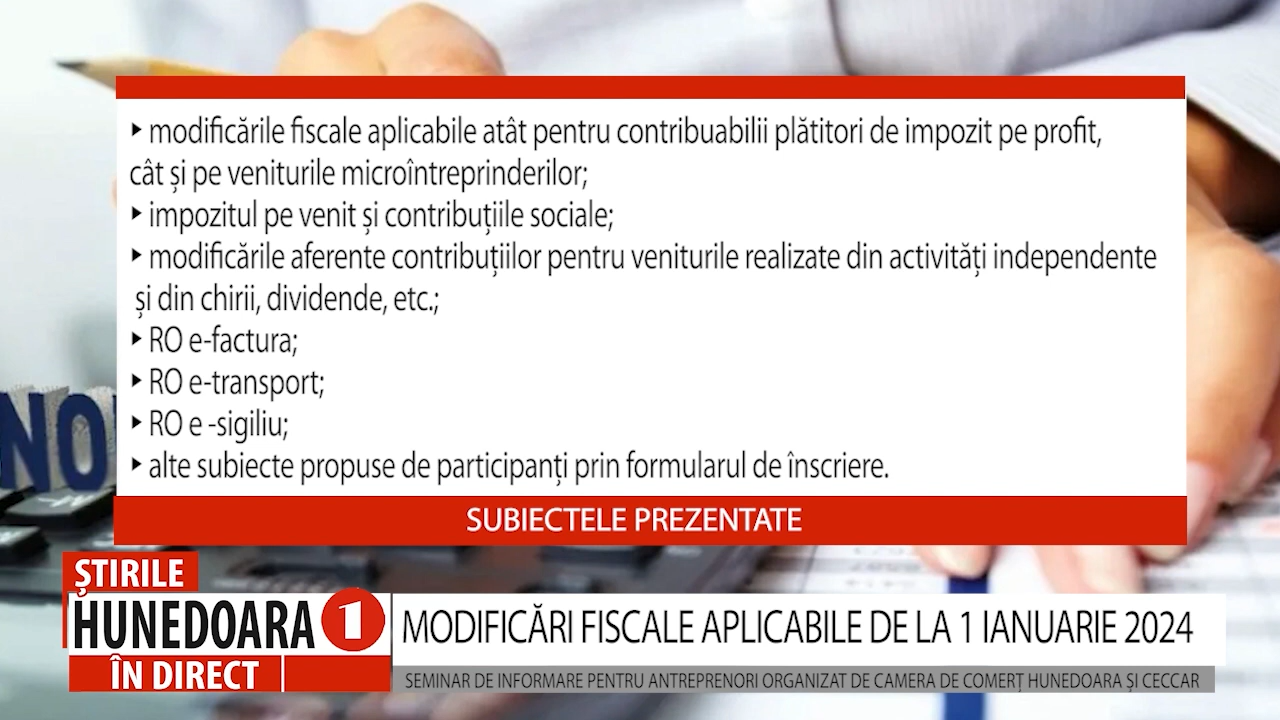 ‣ modificările fiscale aplicabile atât pentru contribuabilii plătitori de impozit pe profit,
cât și pe veniturile microîntreprinderilor;
‣ impozitul pe venit și contribuțiile sociale;
‣ modificările aferente contribuțiilor pentru veniturile realizate din activități independente
și din chirii, dividende, etc.;
‣ RO e-factura;
‣ RO e-transport;
‣ RO e -sigiliu;
‣ alte subiecte propuse de participanți prin formularul de înscriere.
SUBIECTELE PREZENTATE
ȘTIRILE
HUNEDOARA 1
ÎN DIRECT
MODIFICĂRI FISCALE APLICABILE DE LA 1 IANUARIE 2024
SEMINAR DE INFORMARE PENTRU ANTREPRENORI ORGANIZAT DE CAMERA DE COMERȚ HUNEDOARA ȘI CECCAR
NO